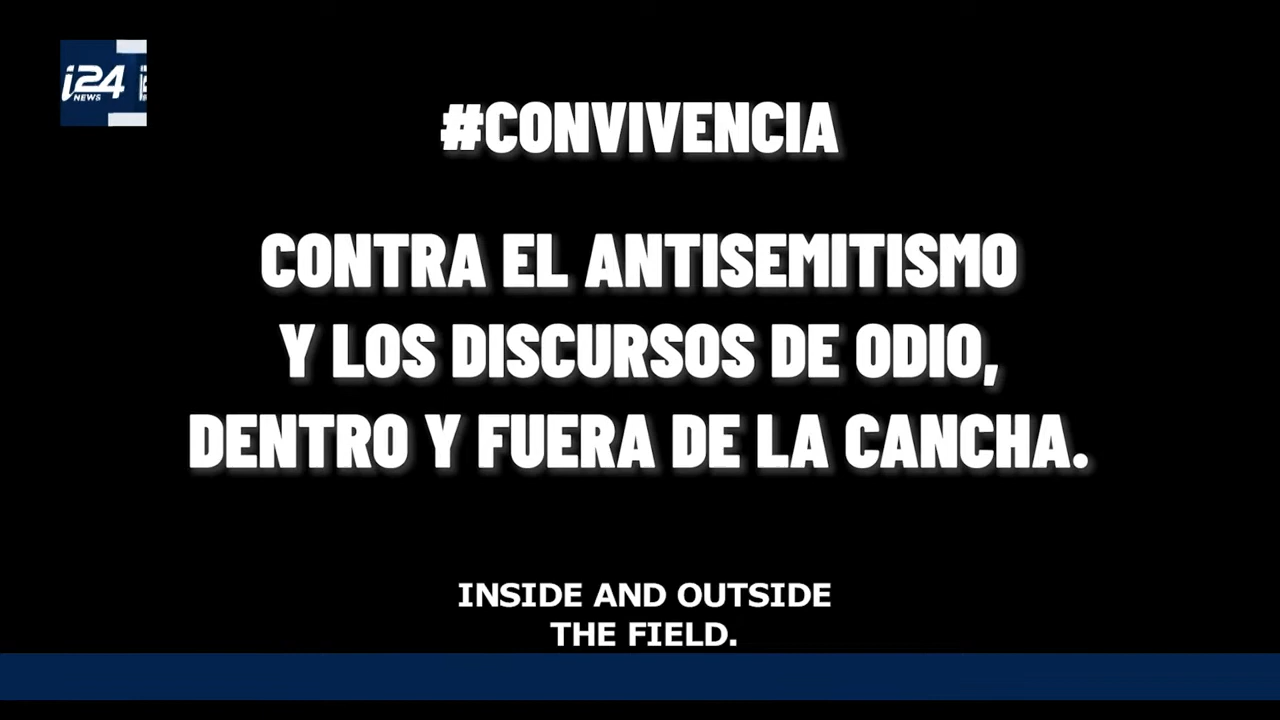 i24
NEWS
#CONVIVENCIA
CONTRA EL ANTISEMITISMO
Y LOS DISCURSOS DE ODIO,
DENTRO Y FUERA DE LA CANCHA.
INSIDE AND OUTSIDE
THE FIELD.